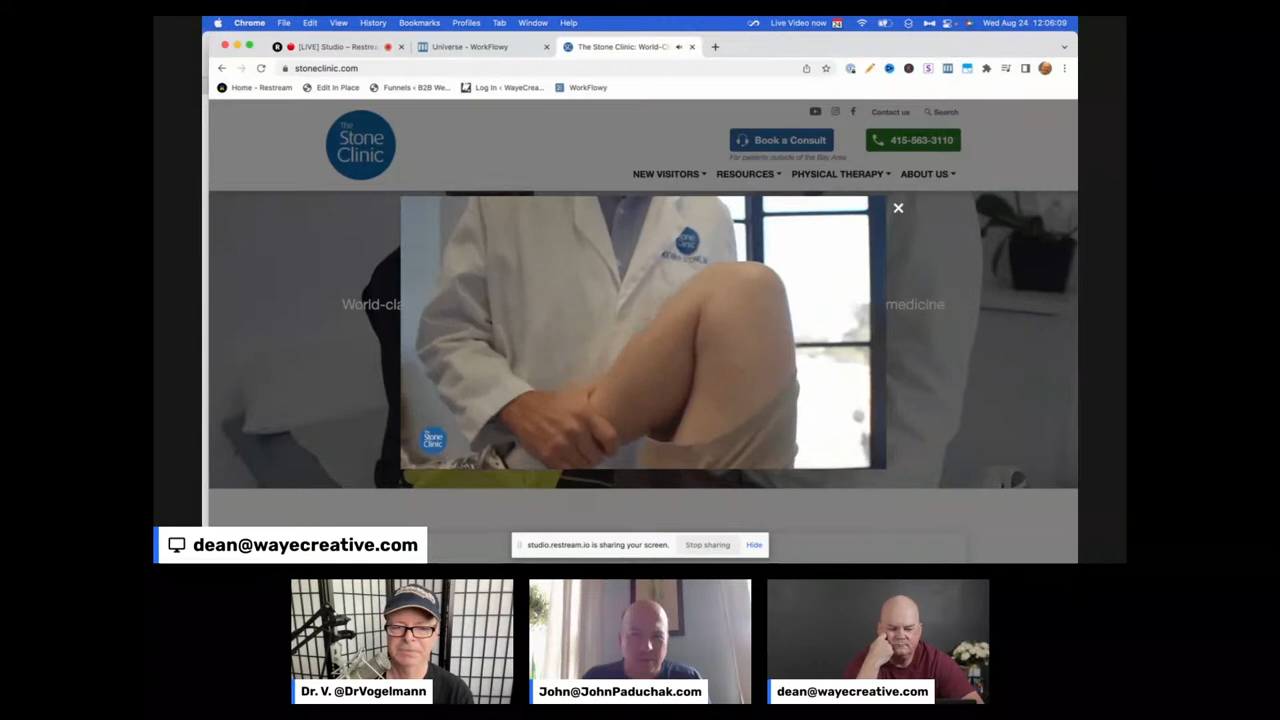 Chrome File Edit View History Bookmarks Profiles Tab Window Help
Live Video now 24 Wed Aug 24 12:06:09
[LIVE] Studio – Restrea
Universe - WorkFlowy
The Stone Clinic: World-C
stoneclinic.com
Home - Restream
Edit In Place
Funnels ‹ B2B We...
Log In ‹ WayeCrea...
WorkFlowy
Contact us
Search
The
Stone
Clinic
Book a Consult
415-563-3110
For patients outside of the Bay Area
NEW VISITORS
RESOURCES
PHYSICAL THERAPY
ABOUT US
Stone
World-cla
medicine
The
Stone
Clinic
dean@wayecreative.com
studio.restream.io is sharing your screen.
Stop sharing
Hide
Dr. V. @DrVogelmann
John@JohnPaduchak.com
dean@wayecreative.com